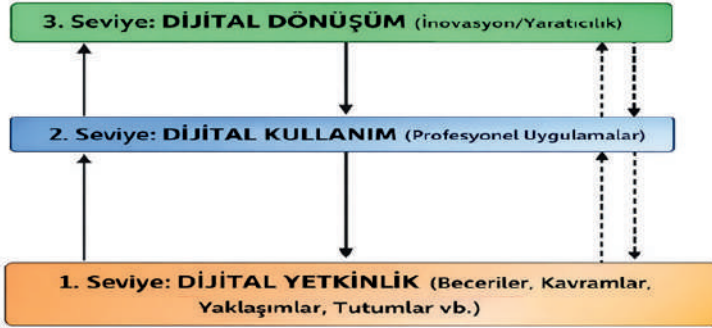 3. Seviye: DİJİTAL DÖNÜŞÜM (İnovasyon/Yaratıcılık)
2. Seviye: DİJİTAL KULLANIM (Profesyonel Uygulamalar)
1. Seviye: DİJİTAL YETKİNLİK (Beceriler, Kavramlar,
Yaklaşımlar, Tutumlar vb.)